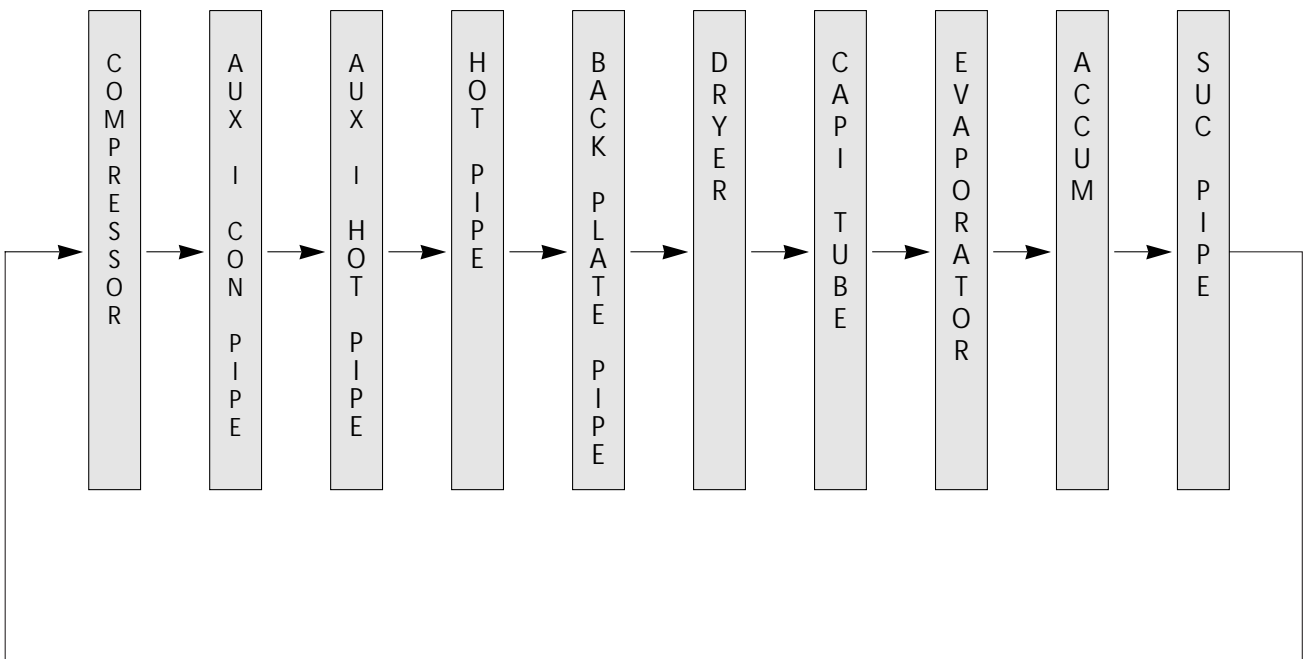 COMPRESSOR
AUX I CON PIPE
AUX I HOT PIPE
HOT PIPE
BACK PLATE PIPE
DRYER
CAPI TUBE
EVAPORATOR
ACCUM
SUC PIPE